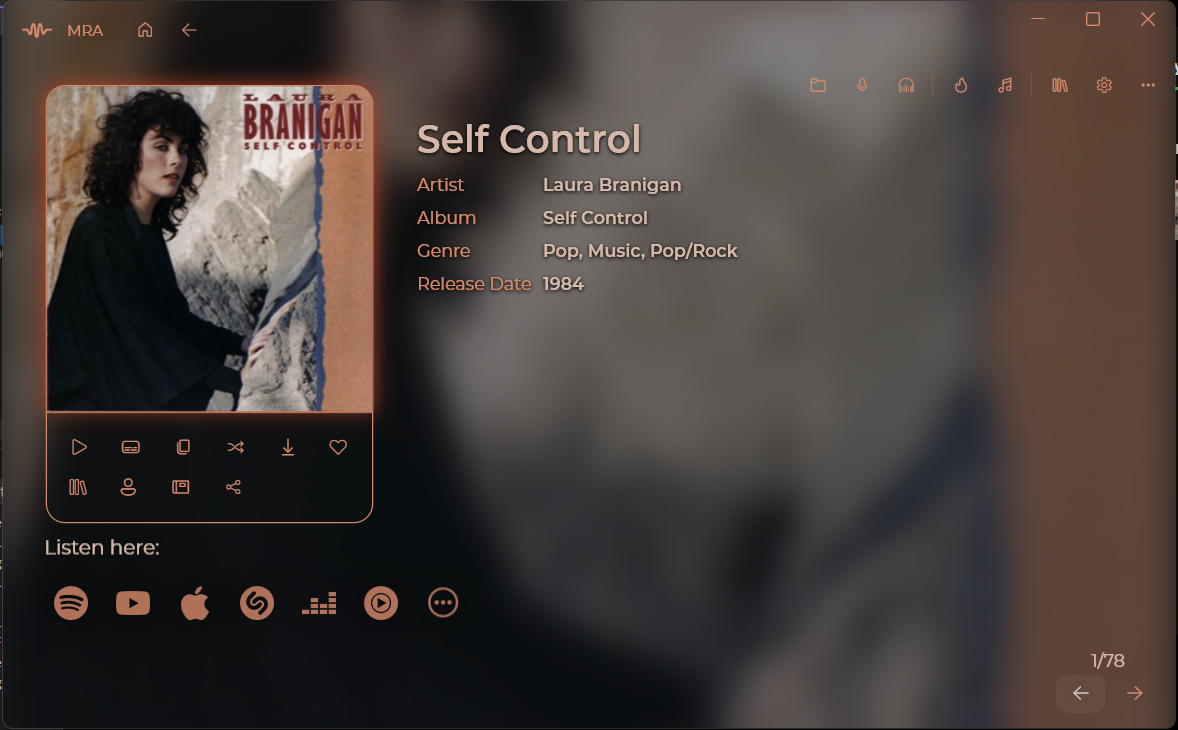 MRA
LAURA
BRANIGAN
SELF CONTROL
Self Control
Artist Laura Branigan
Album Self Control
Genre Pop, Music, Pop/Rock
Release Date 1984
Listen here:
1/78